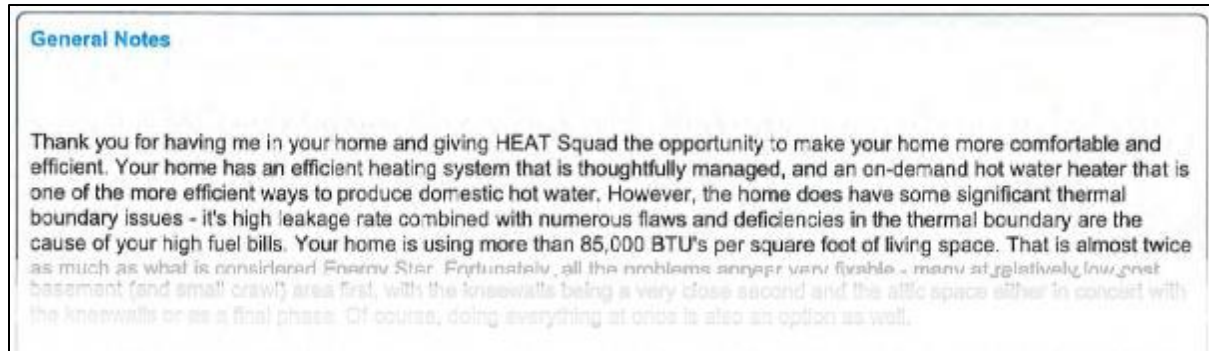 General Notes
Thank you for having me in your home and giving HEAT Squad the opportunity to make your home more comfortable and
efficient. Your home has an efficient heating system that is thoughtfully managed, and an on-demand hot water heater that is
one of the more efficient ways to produce domestic hot water. However, the home does have some significant thermal
boundary issues - it's high leakage rate combined with numerous flaws and deficiencies in the thermal boundary are the
cause of your high fuel bills. Your home is using more than 85,000 BTU's per square foot of living space. That is almost twice
as much as what is considered Energy Star. Fortunately, all the problems appear very fixable - many at relatively low cost
basement (and small crawl) area first, with the kneewalls being a very close second and the attic space either in concert with
the kneewalls or as a final phase. Of course, doing everything at once is also an option as well.